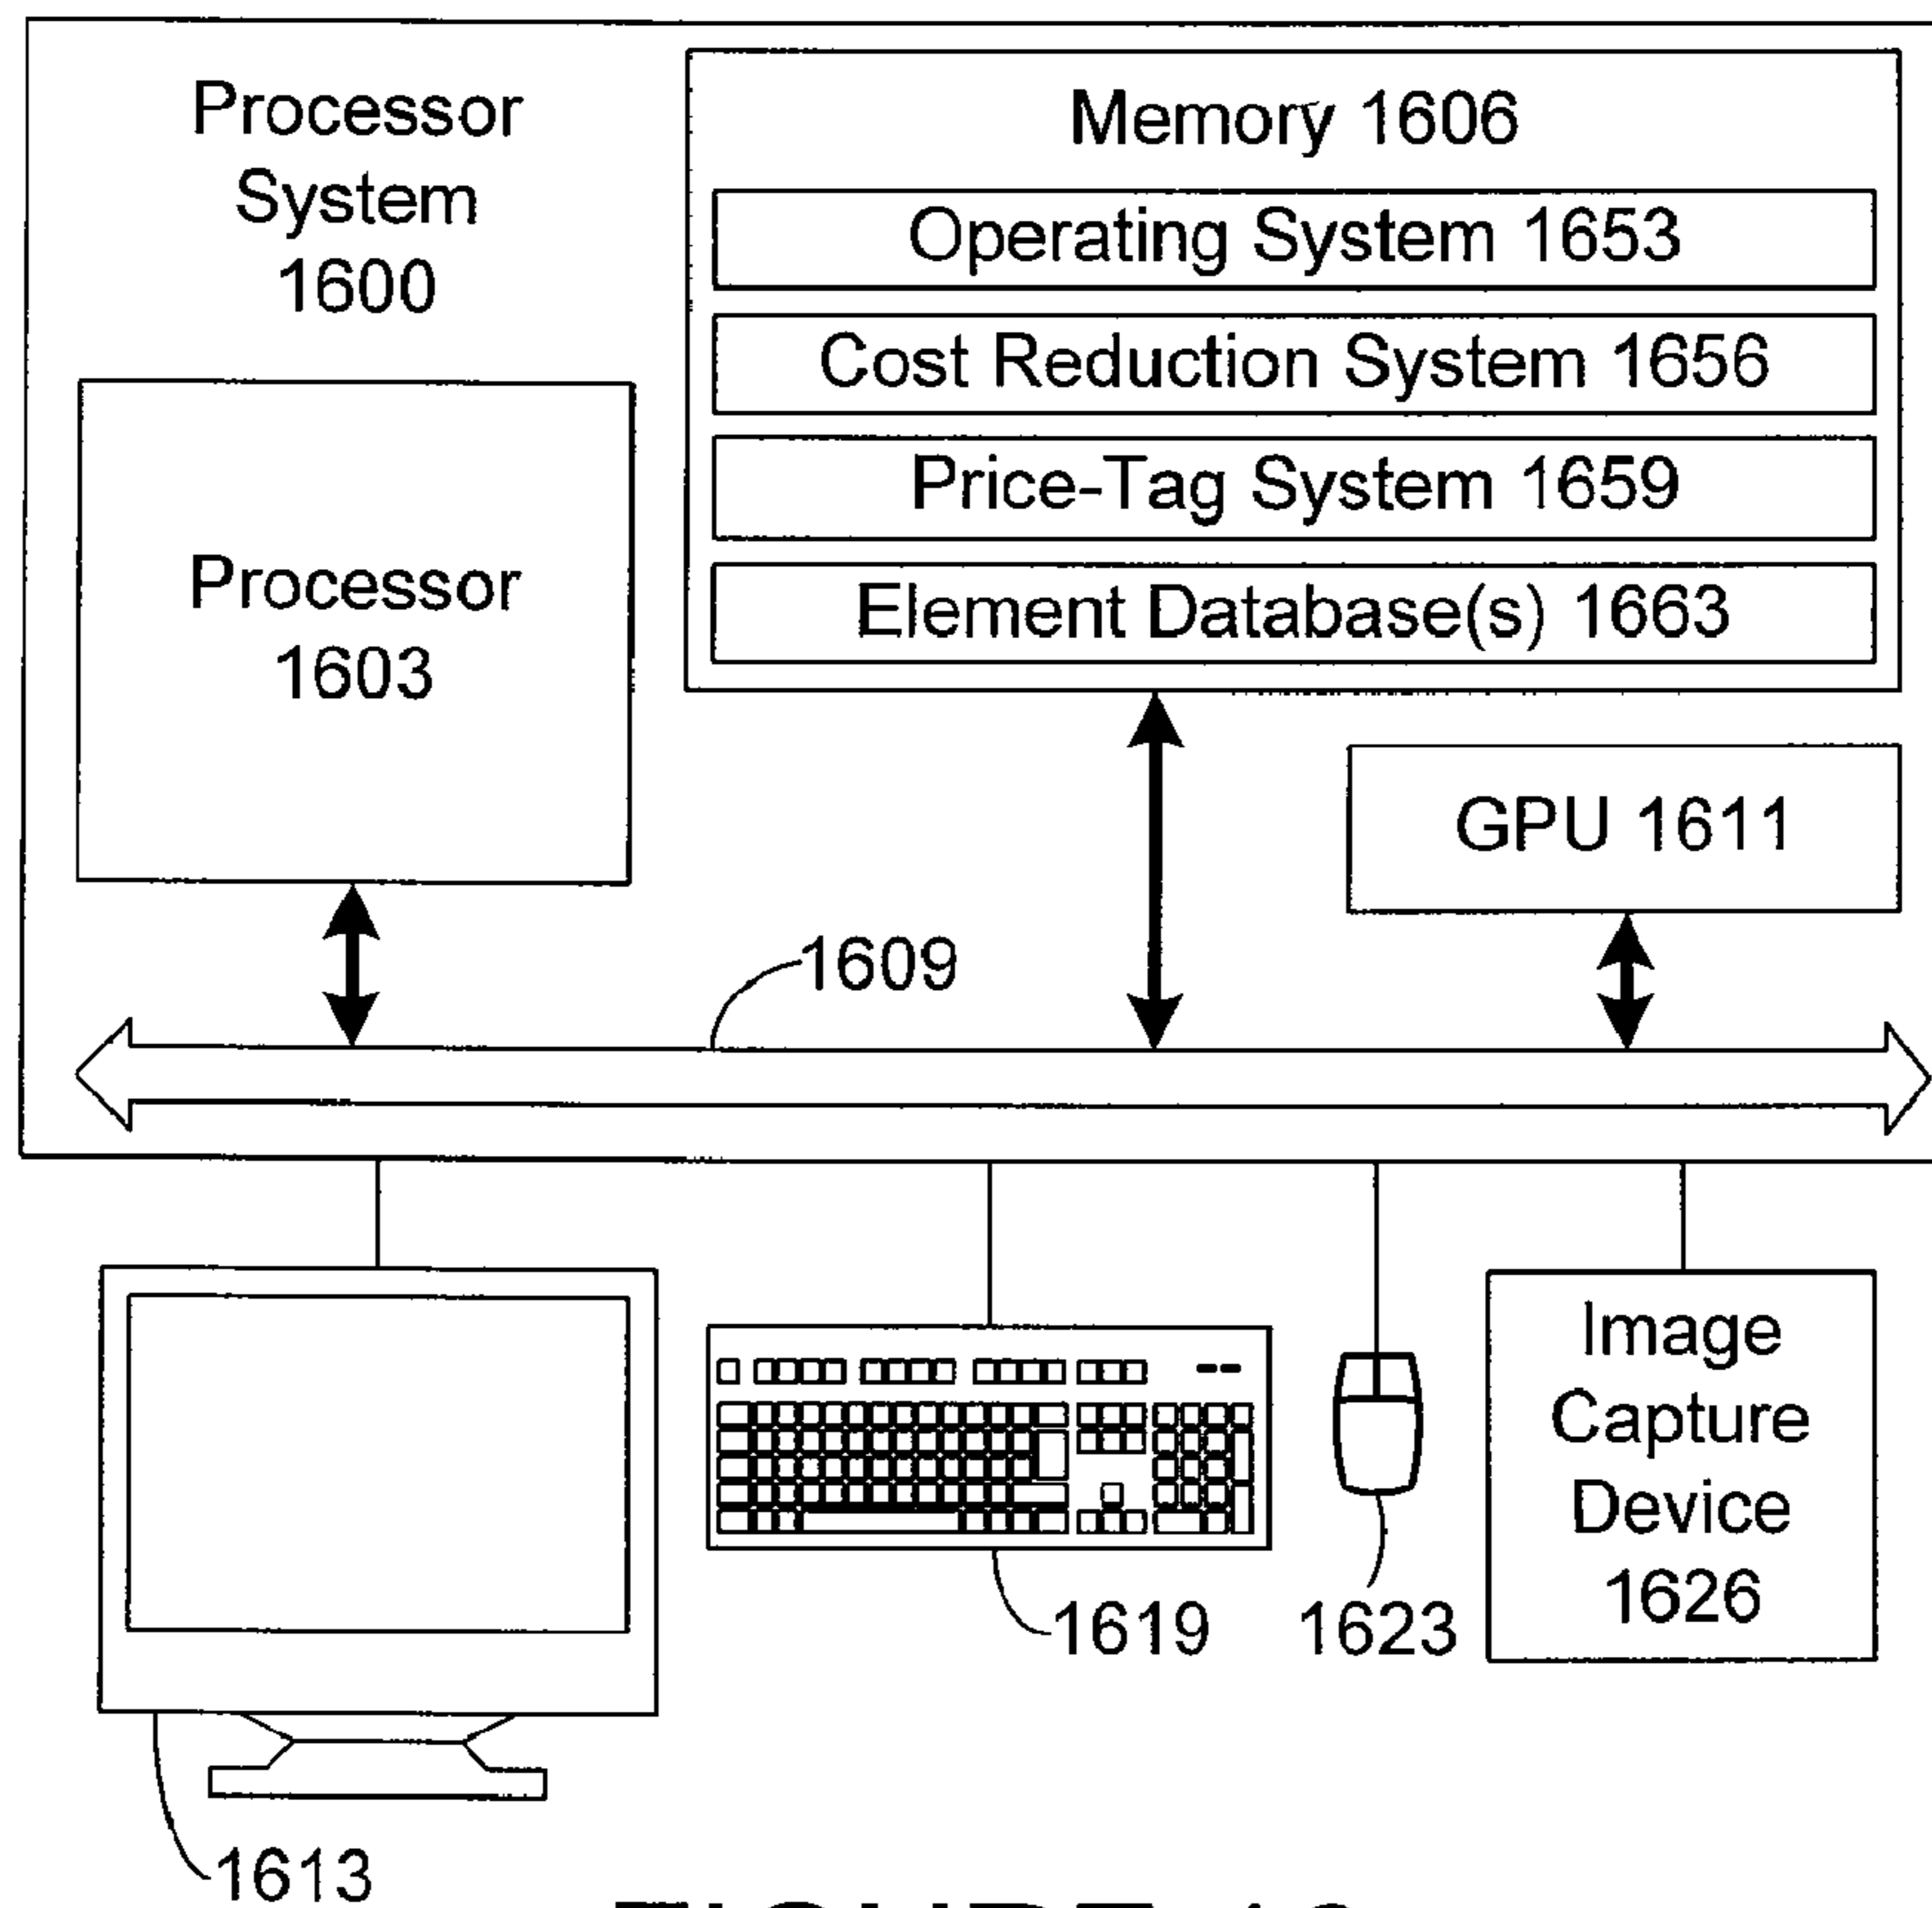 Processor
System
1600
Memory 1606
Operating System 1653
Cost Reduction System 1656
Price-Tag System 1659
Element Database(s) 1663
Processor
1603
GPU 1611
1609
Image
Capture
Device
1626
1619
1623
1613